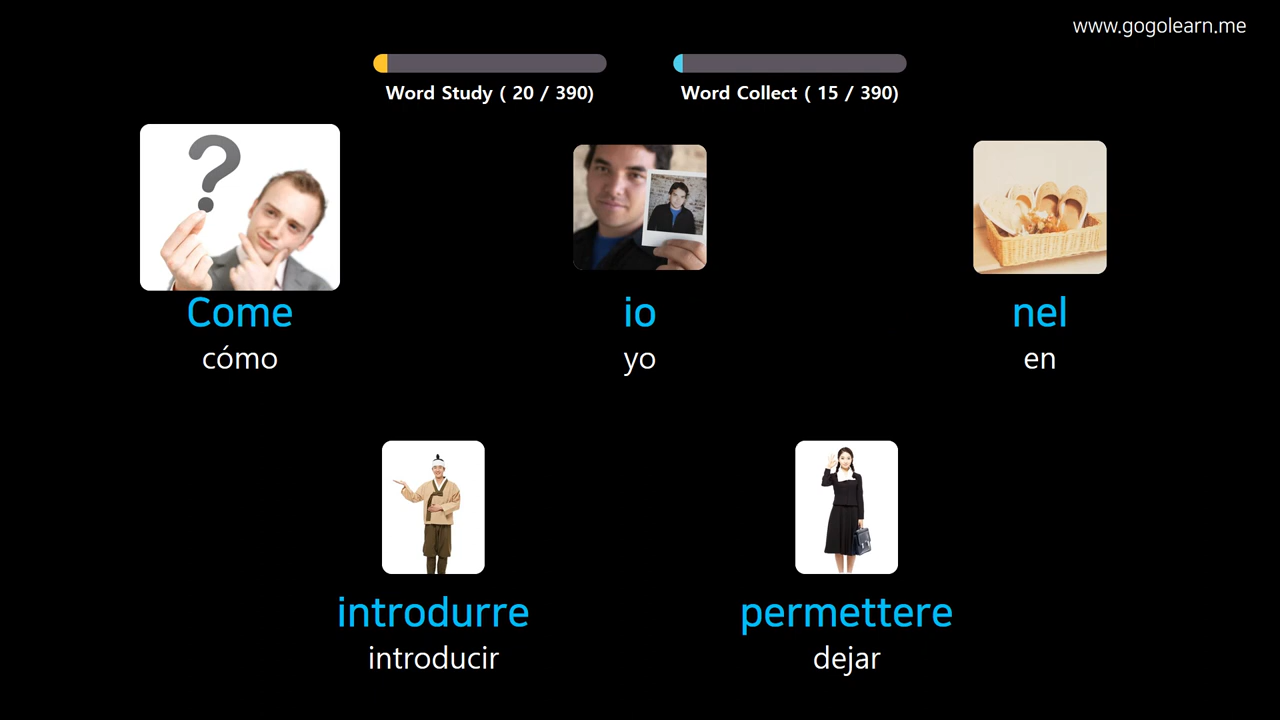 www.gogolearn.me
Word Study ( 20 / 390)
Word Collect ( 15 / 390)
Come
cómo
io
yo
nel
en
introdurre
introducir
permettere
dejar